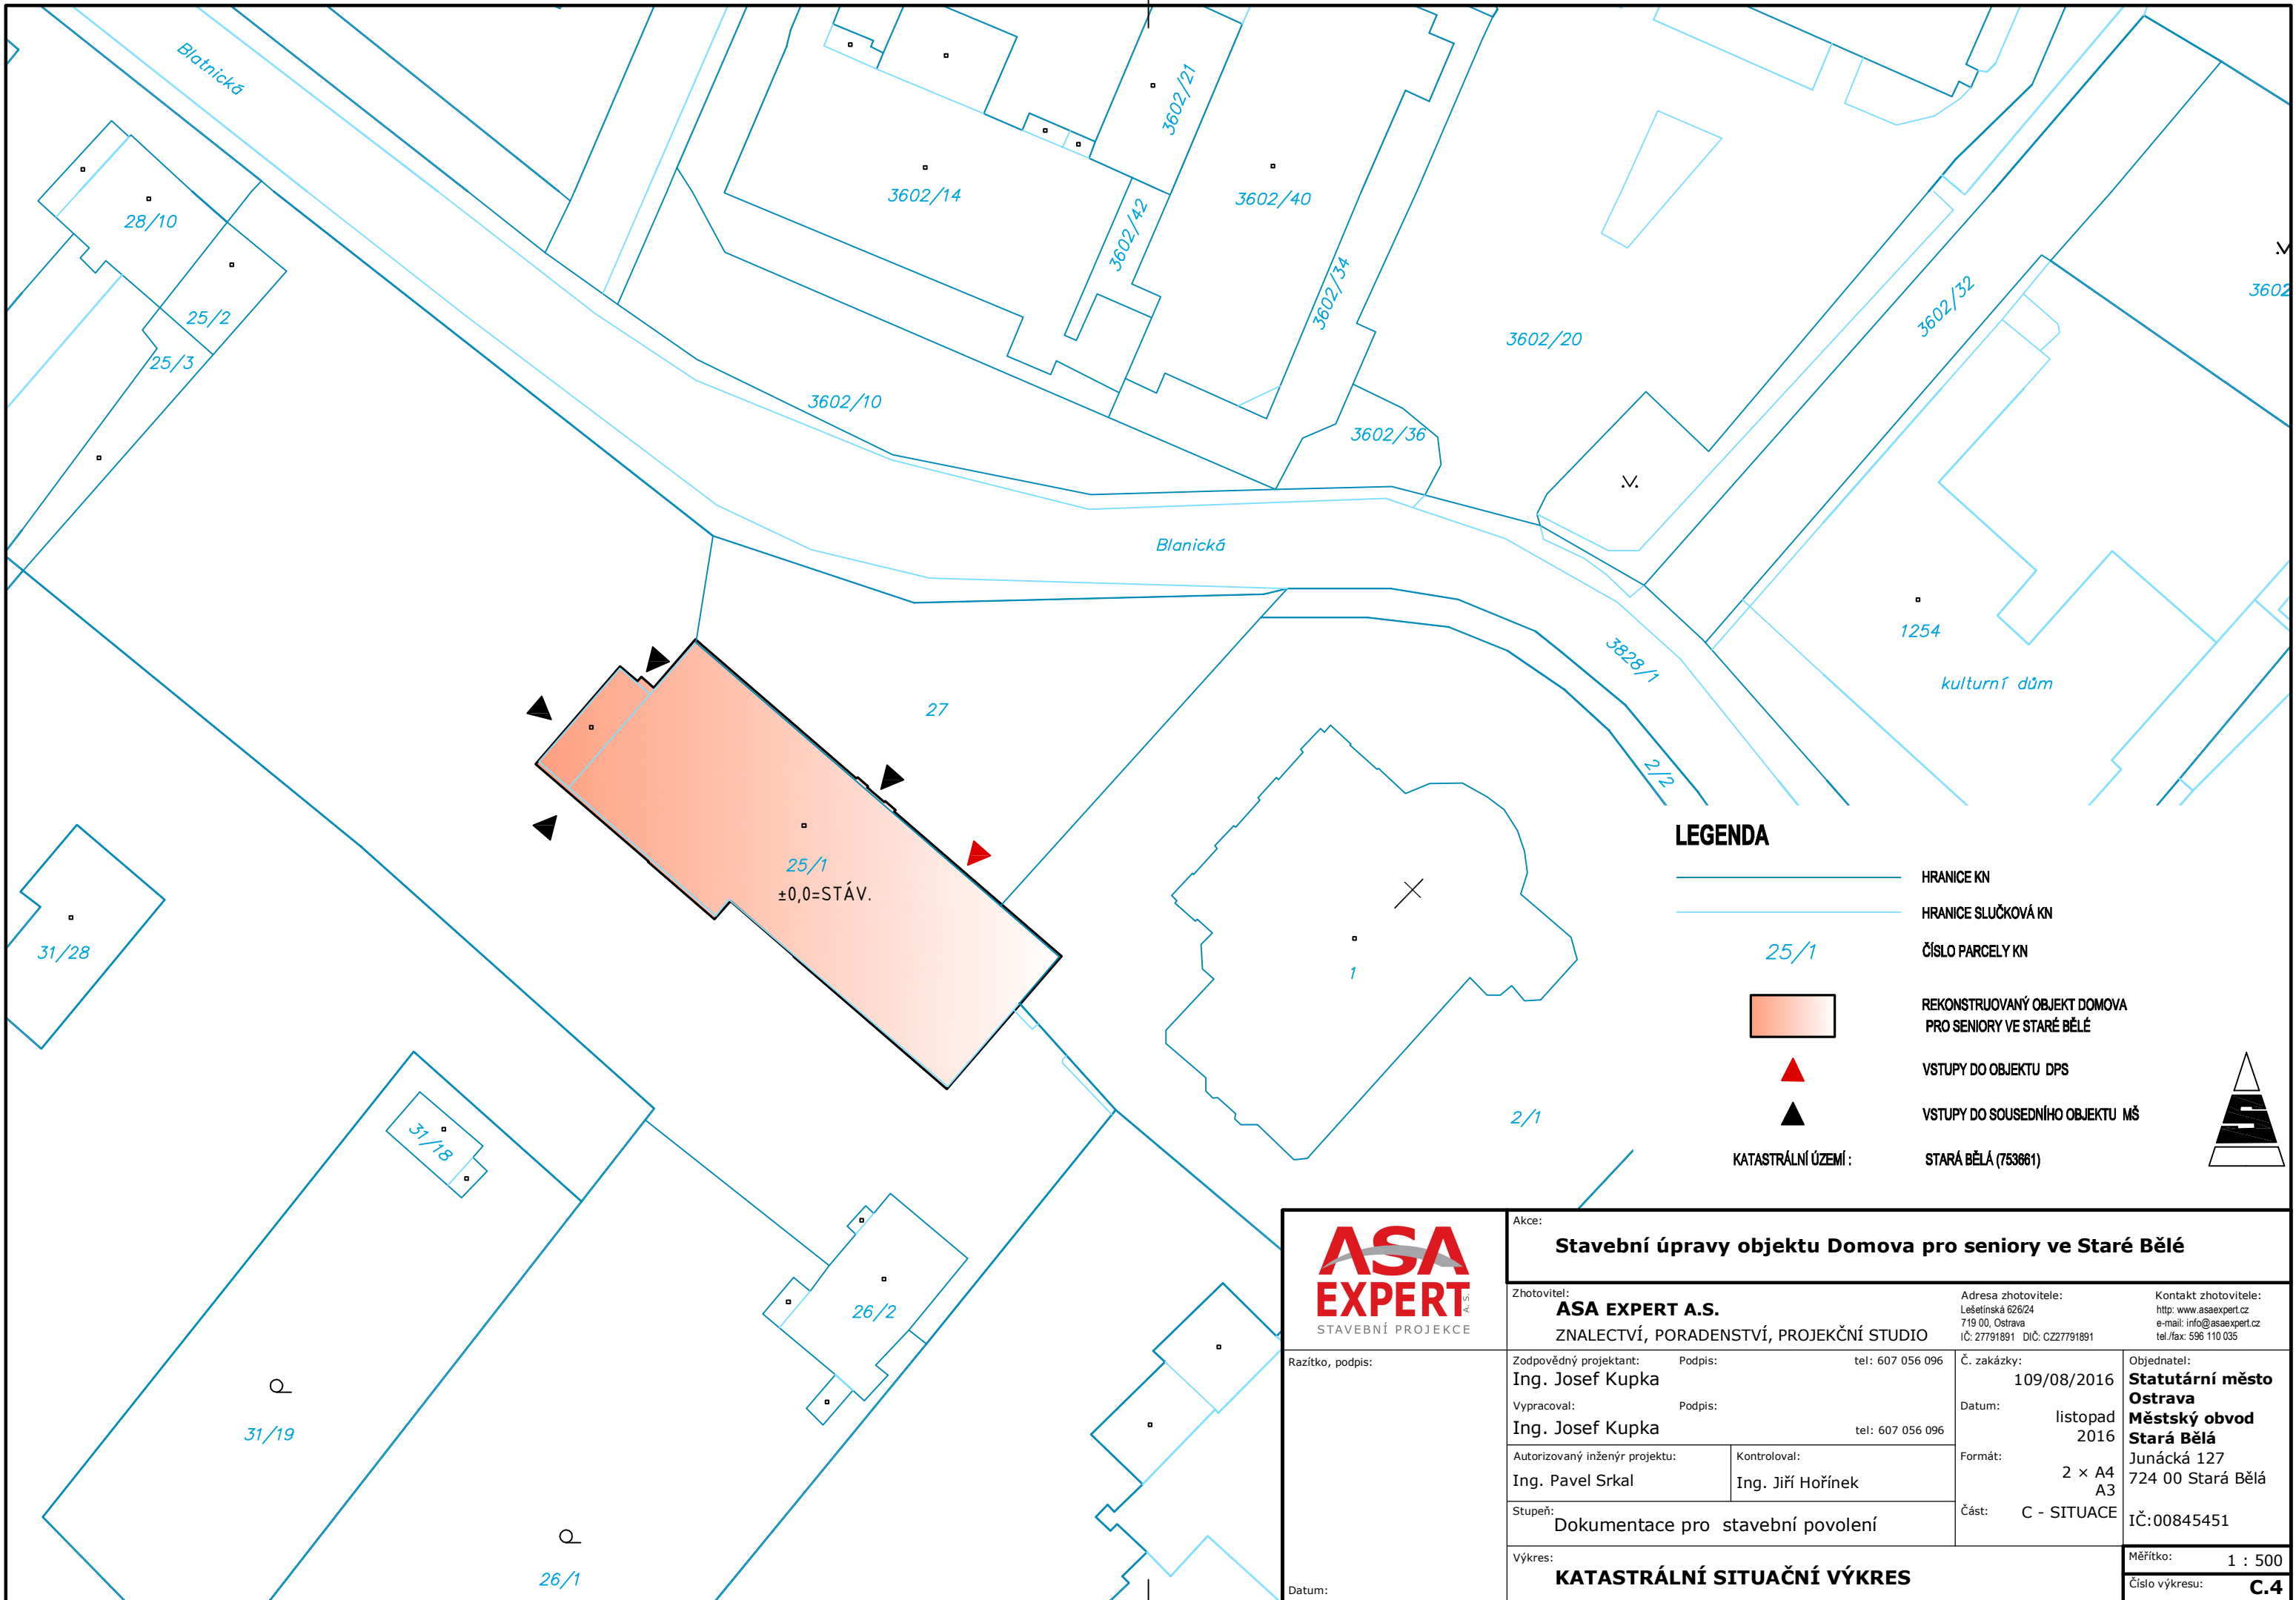 Blatnická
28/10
25/2
25/3
3602/14
3602/21
3602/42
3602/40
3602/34
3602/10
3602/36
3602/20
3602/32
3602
Blanická
3828/1
2/2
1254
kulturní dům
27
25/1
±0,0=STÁV.
1
2/1
31/28
31/18
31/19
26/2
26/1
LEGENDA
HRANICE KN
HRANICE SLUČKOVÁ KN
25/1
ČÍSLO PARCELY KN
REKONSTRUOVANÝ OBJEKT DOMOVA
PRO SENIORY VE STARÉ BĚLÉ
VSTUPY DO OBJEKTU DPS
VSTUPY DO SOUSEDNÍHO OBJEKTU MŠ
KATASTRÁLNÍ ÚZEMÍ : STARÁ BĚLÁ (753661)
S
ASA
EXPERT A.S.
STAVEBNÍ PROJEKCE
Razítko, podpis:
Datum:
Akce:
Stavební úpravy objektu Domova pro seniory ve Staré Bělé
Zhotovitel:
ASA EXPERT A.S.
ZNALECTVÍ, PORADENSTVÍ, PROJEKČNÍ STUDIO
Adresa zhotovitele:
Lešetínská 626/24
719 00, Ostrava
IČ: 27791891 DIČ: CZ27791891
Kontakt zhotovitele:
http: www.asaexpert.cz
e-mail: info@asaexpert.cz
tel./fax: 596 110 035
Zodpovědný projektant: Podpis: tel: 607 056 096
Ing. Josef Kupka
Vypracoval: Podpis:
Ing. Josef Kupka tel: 607 056 096
Autorizovaný inženýr projektu:
Ing. Pavel Srkal
Kontroloval:
Ing. Jiří Hořínek
Stupeň:
Dokumentace pro stavební povolení
Č. zakázky:
109/08/2016
Datum:
listopad
2016
Formát:
2 × A4
A3
Část: C - SITUACE
Objednatel:
Statutární město
Ostrava
Městský obvod
Stará Bělá
Junácká 127
724 00 Stará Bělá
IČ:00845451
Výkres:
KATASTRÁLNÍ SITUAČNÍ VÝKRES
Měřítko: 1 : 500
Číslo výkresu: C.4